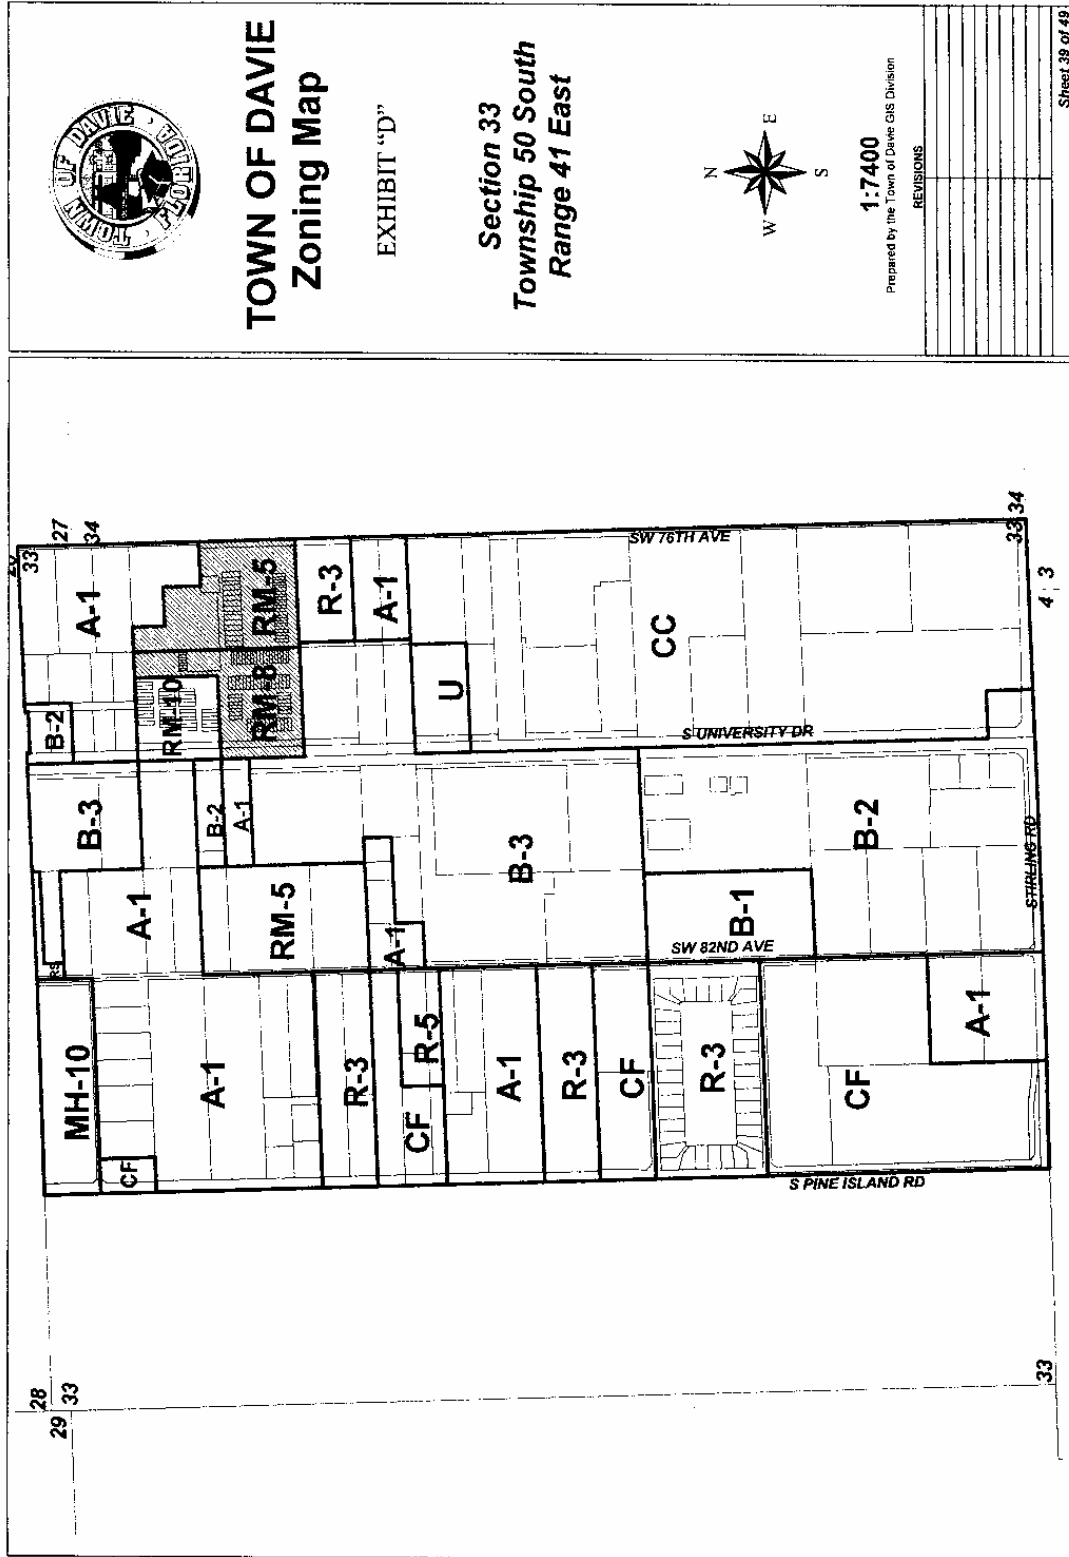 TOWN OF DAVIE
FLORIDA
TOWN OF DAVIE
Zoning Map
EXHIBIT “D”
Section 33
Township 50 South
Range 41 East
N
W
E
S
1:7400
Prepared by the Town of Davie GIS Division
REVISIONS
Sheet 39 of 49
33
27
34
A-1
RM-5
R-3
A-1
SW 76TH AVE
CC
33
34
4
3
B-2
RM-10
RM-8
U
S UNIVERSITY DR
B-3
B-2
A-1
B-3
B-2
A-1
RM-5
A-1
B-1
SW 82ND AVE
STIRLING RD
MH-10
CF
A-1
R-3
CF
R-5
A-1
R-3
CF
R-3
CF
A-1
S PINE ISLAND RD
28
33
29
33